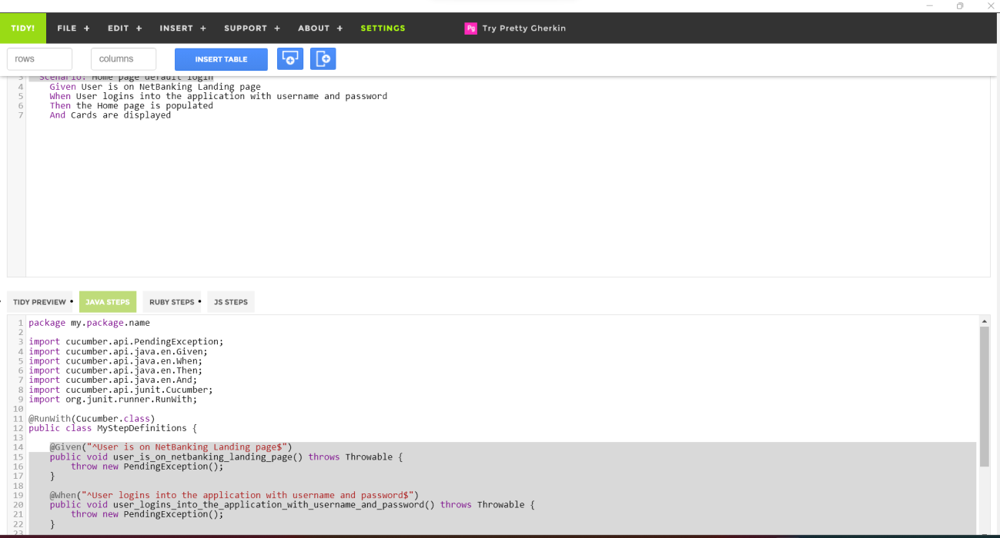 TIDY! FILE + EDIT + INSERT + SUPPORT + ABOUT + SETTINGS Pg Try Pretty Gherkin
rows columns INSERT TABLE
3 Scenario: Home page default login
4 Given User is on NetBanking Landing page
5 When User logins into the application with username and password
6 Then the Home page is populated
7 And Cards are displayed
TIDY PREVIEW • JAVA STEPS RUBY STEPS • JS STEPS
1 package my.package.name
2
3 import cucumber.api.PendingException;
4 import cucumber.api.java.en.Given;
5 import cucumber.api.java.en.When;
6 import cucumber.api.java.en.Then;
7 import cucumber.api.java.en.And;
8 import cucumber.api.junit.Cucumber;
9 import org.junit.runner.RunWith;
10
11 @RunWith(Cucumber.class)
12 public class MyStepDefinitions {
13
14 @Given("^User is on NetBanking Landing page$")
15 public void user_is_on_netbanking_landing_page() throws Throwable {
16 throw new PendingException();
17 }
18
19 @When("^User logins into the application with username and password$")
20 public void user_logins_into_the_application_with_username_and_password() throws Throwable {
21 throw new PendingException();
22 }
23